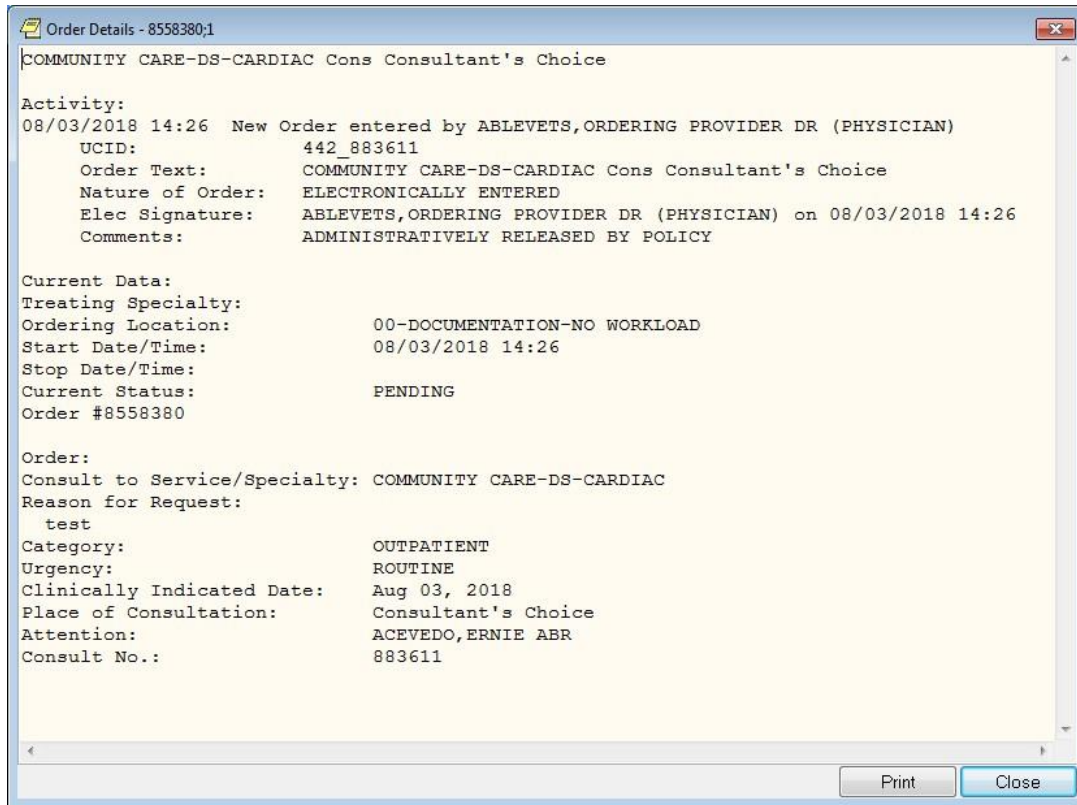 Order Details - 8558380;1
COMMUNITY CARE-DS-CARDIAC Cons Consultant's Choice
Activity:
08/03/2018 14:26 New Order entered by ABLEVETS,ORDERING PROVIDER DR (PHYSICIAN)
UCID: 442_883611
Order Text: COMMUNITY CARE-DS-CARDIAC Cons Consultant's Choice
Nature of Order: ELECTRONICALLY ENTERED
Elec Signature: ABLEVETS,ORDERING PROVIDER DR (PHYSICIAN) on 08/03/2018 14:26
Comments: ADMINISTRATIVELY RELEASED BY POLICY
Current Data:
Treating Specialty:
Ordering Location: 00-DOCUMENTATION-NO WORKLOAD
Start Date/Time: 08/03/2018 14:26
Stop Date/Time:
Current Status: PENDING
Order #8558380
Order:
Consult to Service/Specialty: COMMUNITY CARE-DS-CARDIAC
Reason for Request:
test
Category: OUTPATIENT
Urgency: ROUTINE
Clinically Indicated Date: Aug 03, 2018
Place of Consultation: Consultant's Choice
Attention: ACEVEDO,ERNIE ABR
Consult No.: 883611
Print Close